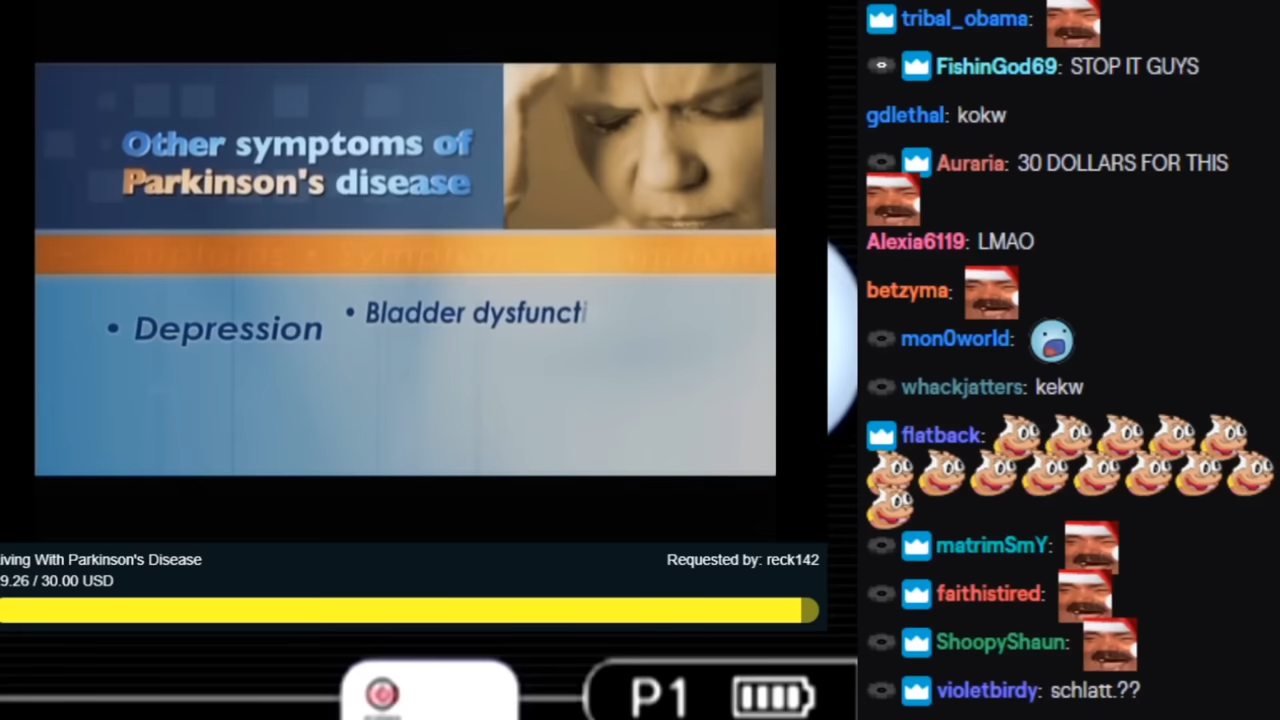 Other symptoms of
Parkinson's disease
• Depression
• Bladder dysfuncti
iving With Parkinson's Disease
Requested by: reck142
9.26 / 30.00 USD
P1
tribal_obama:
FishinGod69: STOP IT GUYS
gdlethal: kokw
Auraria: 30 DOLLARS FOR THIS
Alexia6119: LMAO
betzyma:
mon0world:
whackjatters: kekw
flatback:
matrimSmY:
faithistired:
ShoopyShaun:
violetbirdy: schlatt.??